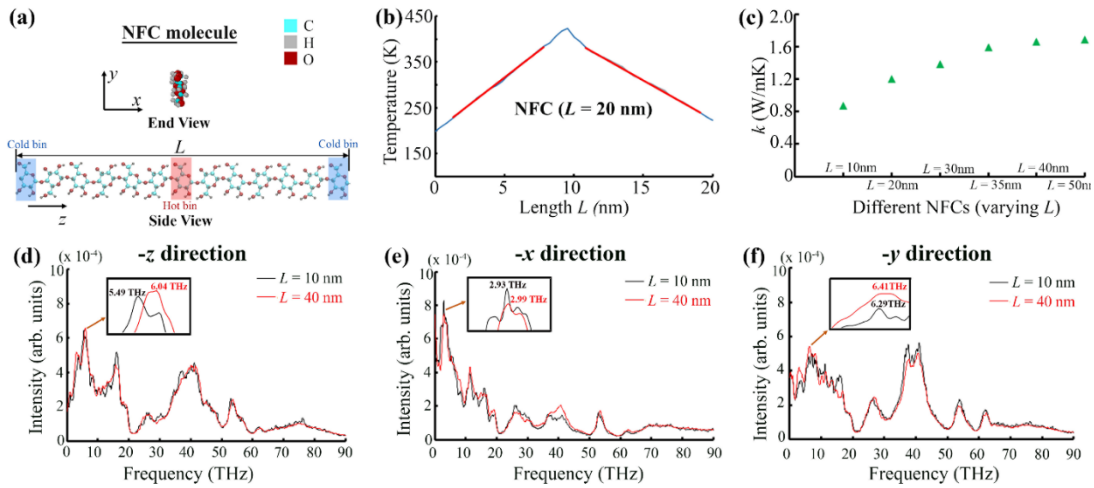 (a)
NFC molecule
C
H
O
y
x
End View
Cold bin
L
Cold bin
z
Hot bin
Side View
(b)
Temperature (K)
450
350
250
150
NFC (L = 20 nm)
0
5
10
15
20
Length L (nm)
(c)
k (W/mK)
2.4
1.8
1.2
0.6
0
L = 10nm
L = 20nm
L = 30nm
L = 35nm
L = 40nm
L = 50nm
Different NFCs (varying L)
(d)
(x 10-4)
-z direction
Intensity (arb. units)
10
8
6
4
2
0
5.49 THz
6.04 THz
L = 10 nm
L = 40 nm
0 10 20 30 40 50 60 70 80 90
Frequency (THz)
(e)
(x 10-4)
-x direction
Intensity (arb. units)
10
8
6
4
2
0
2.93 THz
2.99 THz
L = 10 nm
L = 40 nm
0 10 20 30 40 50 60 70 80 90
Frequency (THz)
(f)
(x 10-4)
-y direction
Intensity (arb. units)
10
8
6
4
2
0
6.41THz
6.29THz
L = 10 nm
L = 40 nm
0 10 20 30 40 50 60 70 80 90
Frequency (THz)